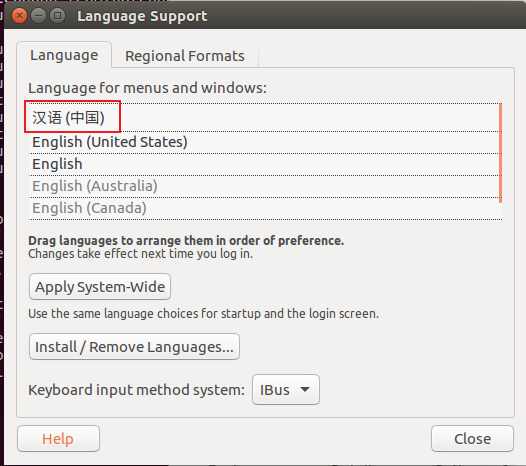 Language Support
Language
Regional Formats
Language for menus and windows:
汉语 (中国)
English (United States)
English
English (Australia)
English (Canada)
Drag languages to arrange them in order of preference.
Changes take effect next time you log in.
Apply System-Wide
Use the same language choices for startup and the login screen.
Install / Remove Languages...
Keyboard input method system:
IBus
Help
Close